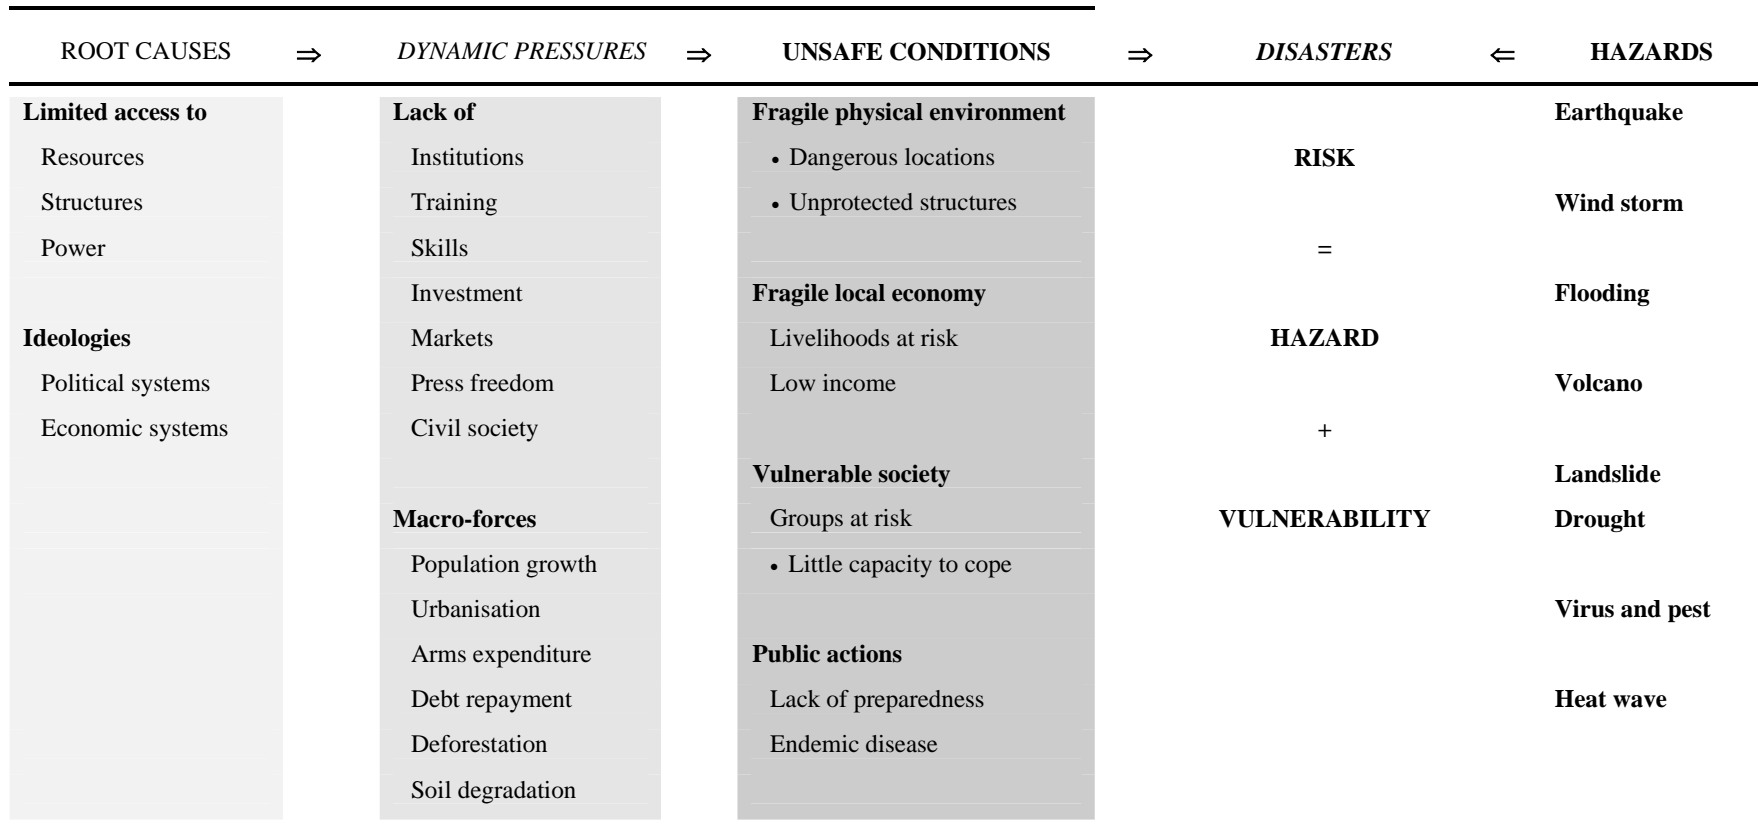 ROOT CAUSES ⇒ DYNAMIC PRESSURES ⇒ UNSAFE CONDITIONS ⇒ DISASTERS ⇐ HAZARDS
Limited access to Lack of Fragile physical environment Earthquake
Resources Institutions • Dangerous locations RISK
Structures Training • Unprotected structures Wind storm
Power Skills =
Investment Fragile local economy Flooding
Ideologies Markets Livelihoods at risk HAZARD
Political systems Press freedom Low income Volcano
Economic systems Civil society +
Vulnerable society Landslide
Macro-forces Groups at risk VULNERABILITY Drought
Population growth • Little capacity to cope
Urbanisation Virus and pest
Arms expenditure Public actions
Debt repayment Lack of preparedness Heat wave
Deforestation Endemic disease
Soil degradation